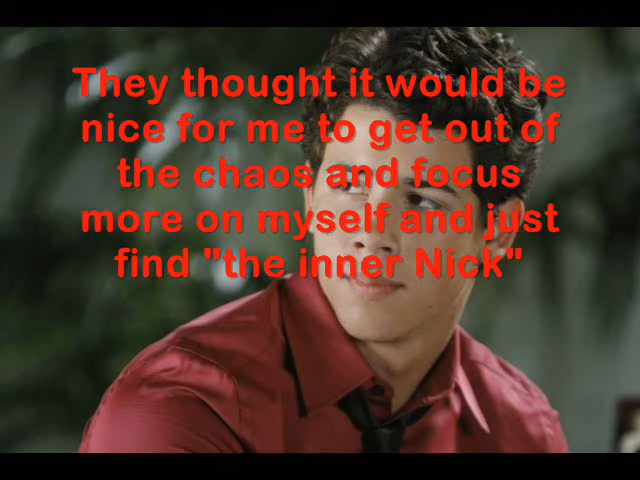 They thought it would be
nice for me to get out of
the chaos and focus
more on myself and just
find "the inner Nick"